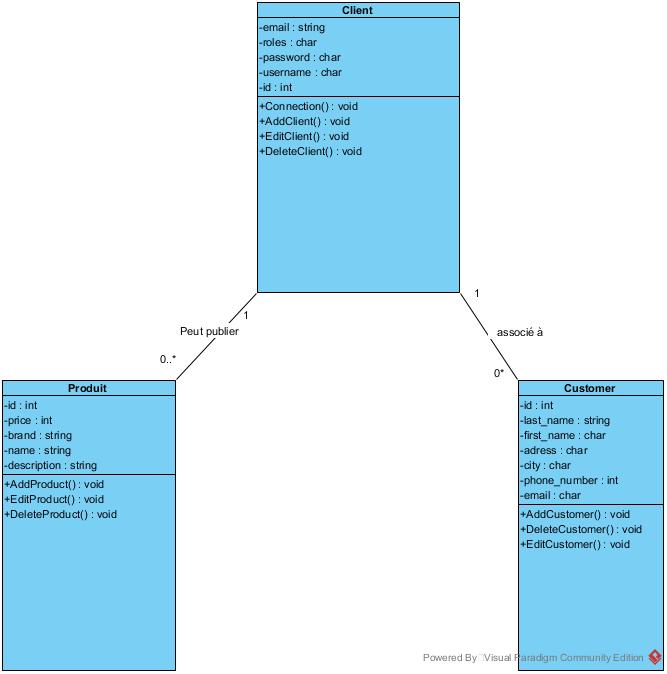 Client
-email : string
-roles : char
-password : char
-username : char
-id : int
+Connection() : void
+AddClient() : void
+EditClient() : void
+DeleteClient() : void
1
Peut publier
0..*
1
associé à
0*
Produit
-id : int
-price : int
-brand : string
-name : string
-description : string
+AddProduct() : void
+EditProduct() : void
+DeleteProduct() : void
Customer
-id : int
-last_name : string
-first_name : char
-adress : char
-city : char
-phone_number : int
-email : char
+AddCustomer() : void
+DeleteCustomer() : void
+EditCustomer() : void
Powered By Visual Paradigm Community Edition